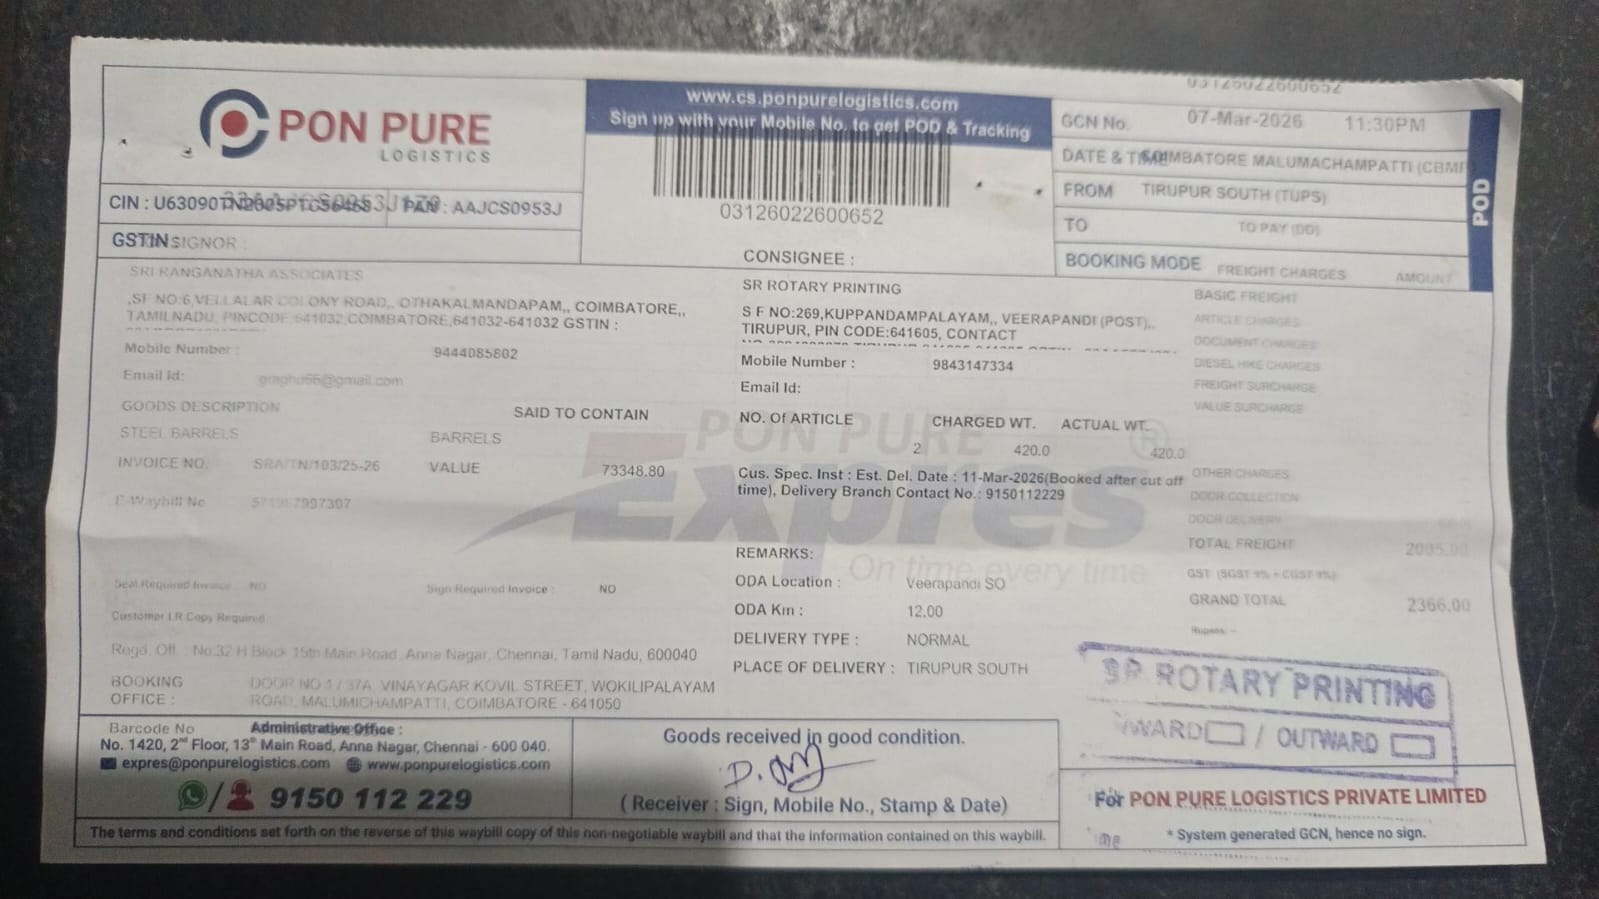 PON PURE
LOGISTICS
www.cs.ponpurelogistics.com
Sign up with your Mobile No. to get POD & Tracking
03126022600652
03126022600652
GCN No.
07-Mar-2026 11:30PM
DATE & TIME
COIMBATORE MALUMACHAMPATTI (CBMP
FROM
TIRUPUR SOUTH (TUPS)
TO
TO PAY (DD)
BOOKING MODE
FREIGHT CHARGES AMOUNT
POD
CIN : U63090TN2005PTC56465
PAN : AAJCS0953J
GSTIN
CONSIGNOR :
SRI RANGANATHA ASSOCIATES
,SF NO:6,VELLALAR COLONY ROAD,, OTHAKALMANDAPAM,, COIMBATORE,,
TAMILNADU, PINCODE:641032,COIMBATORE,641032-641032 GSTIN :
Mobile Number : 9444085802
Email Id: @gmail.com
GOODS DESCRIPTION SAID TO CONTAIN
STEEL BARRELS BARRELS
INVOICE NO. SRA/TN/103/25-26 VALUE 73348.80
E-Waybill No
Seal Required Invoice : NO Sign Required Invoice : NO
Customer LR Copy Required
Regd. Off. : No:32 H Block 15th Main Road, Anna Nagar, Chennai, Tamil Nadu, 600040
BOOKING OFFICE :
DOOR NO 1 / 37A, VINAYAGAR KOVIL STREET, WOKILIPALAYAM
ROAD, MALUMICHAMPATTI, COIMBATORE - 641050
CONSIGNEE :
SR ROTARY PRINTING
S F NO:269,KUPPANDAMPALAYAM,, VEERAPANDI (POST),,
TIRUPUR, PIN CODE:641605, CONTACT
Mobile Number : 9843147334
Email Id:
NO. Of ARTICLE CHARGED WT. ACTUAL WT.
2 420.0 420.0
Cus. Spec. Inst : Est. Del. Date : 11-Mar-2026(Booked after cut off
time), Delivery Branch Contact No.: 9150112229
PON PURE
Expres ®
On time every time
REMARKS:
ODA Location : Veerapandi SO
ODA Km : 12.00
DELIVERY TYPE : NORMAL
PLACE OF DELIVERY : TIRUPUR SOUTH
BASIC FREIGHT
ARTICLE CHARGES
DOCUMENT CHARGES
DIESEL HIKE CHARGES
FREIGHT SURCHARGE
VALUE SURCHARGE
OTHER CHARGES
DOOR COLLECTION
DOOR DELIVERY
TOTAL FREIGHT 2005.00
GST (SGST 9% + CGST 9%)
GRAND TOTAL 2366.00
Rupees: -
SR ROTARY PRINTING
WARD / OUTWARD
Barcode No
Administrative Office :
No. 1420, 2nd Floor, 13th Main Road, Anna Nagar, Chennai - 600 040.
expres@ponpurelogistics.com www.ponpurelogistics.com
/ 9150 112 229
Goods received in good condition.
D.
( Receiver : Sign, Mobile No., Stamp & Date)
For PON PURE LOGISTICS PRIVATE LIMITED
* System generated GCN, hence no sign.
The terms and conditions set forth on the reverse of this waybill copy of this non-negotiable waybill and that the information contained on this waybill.